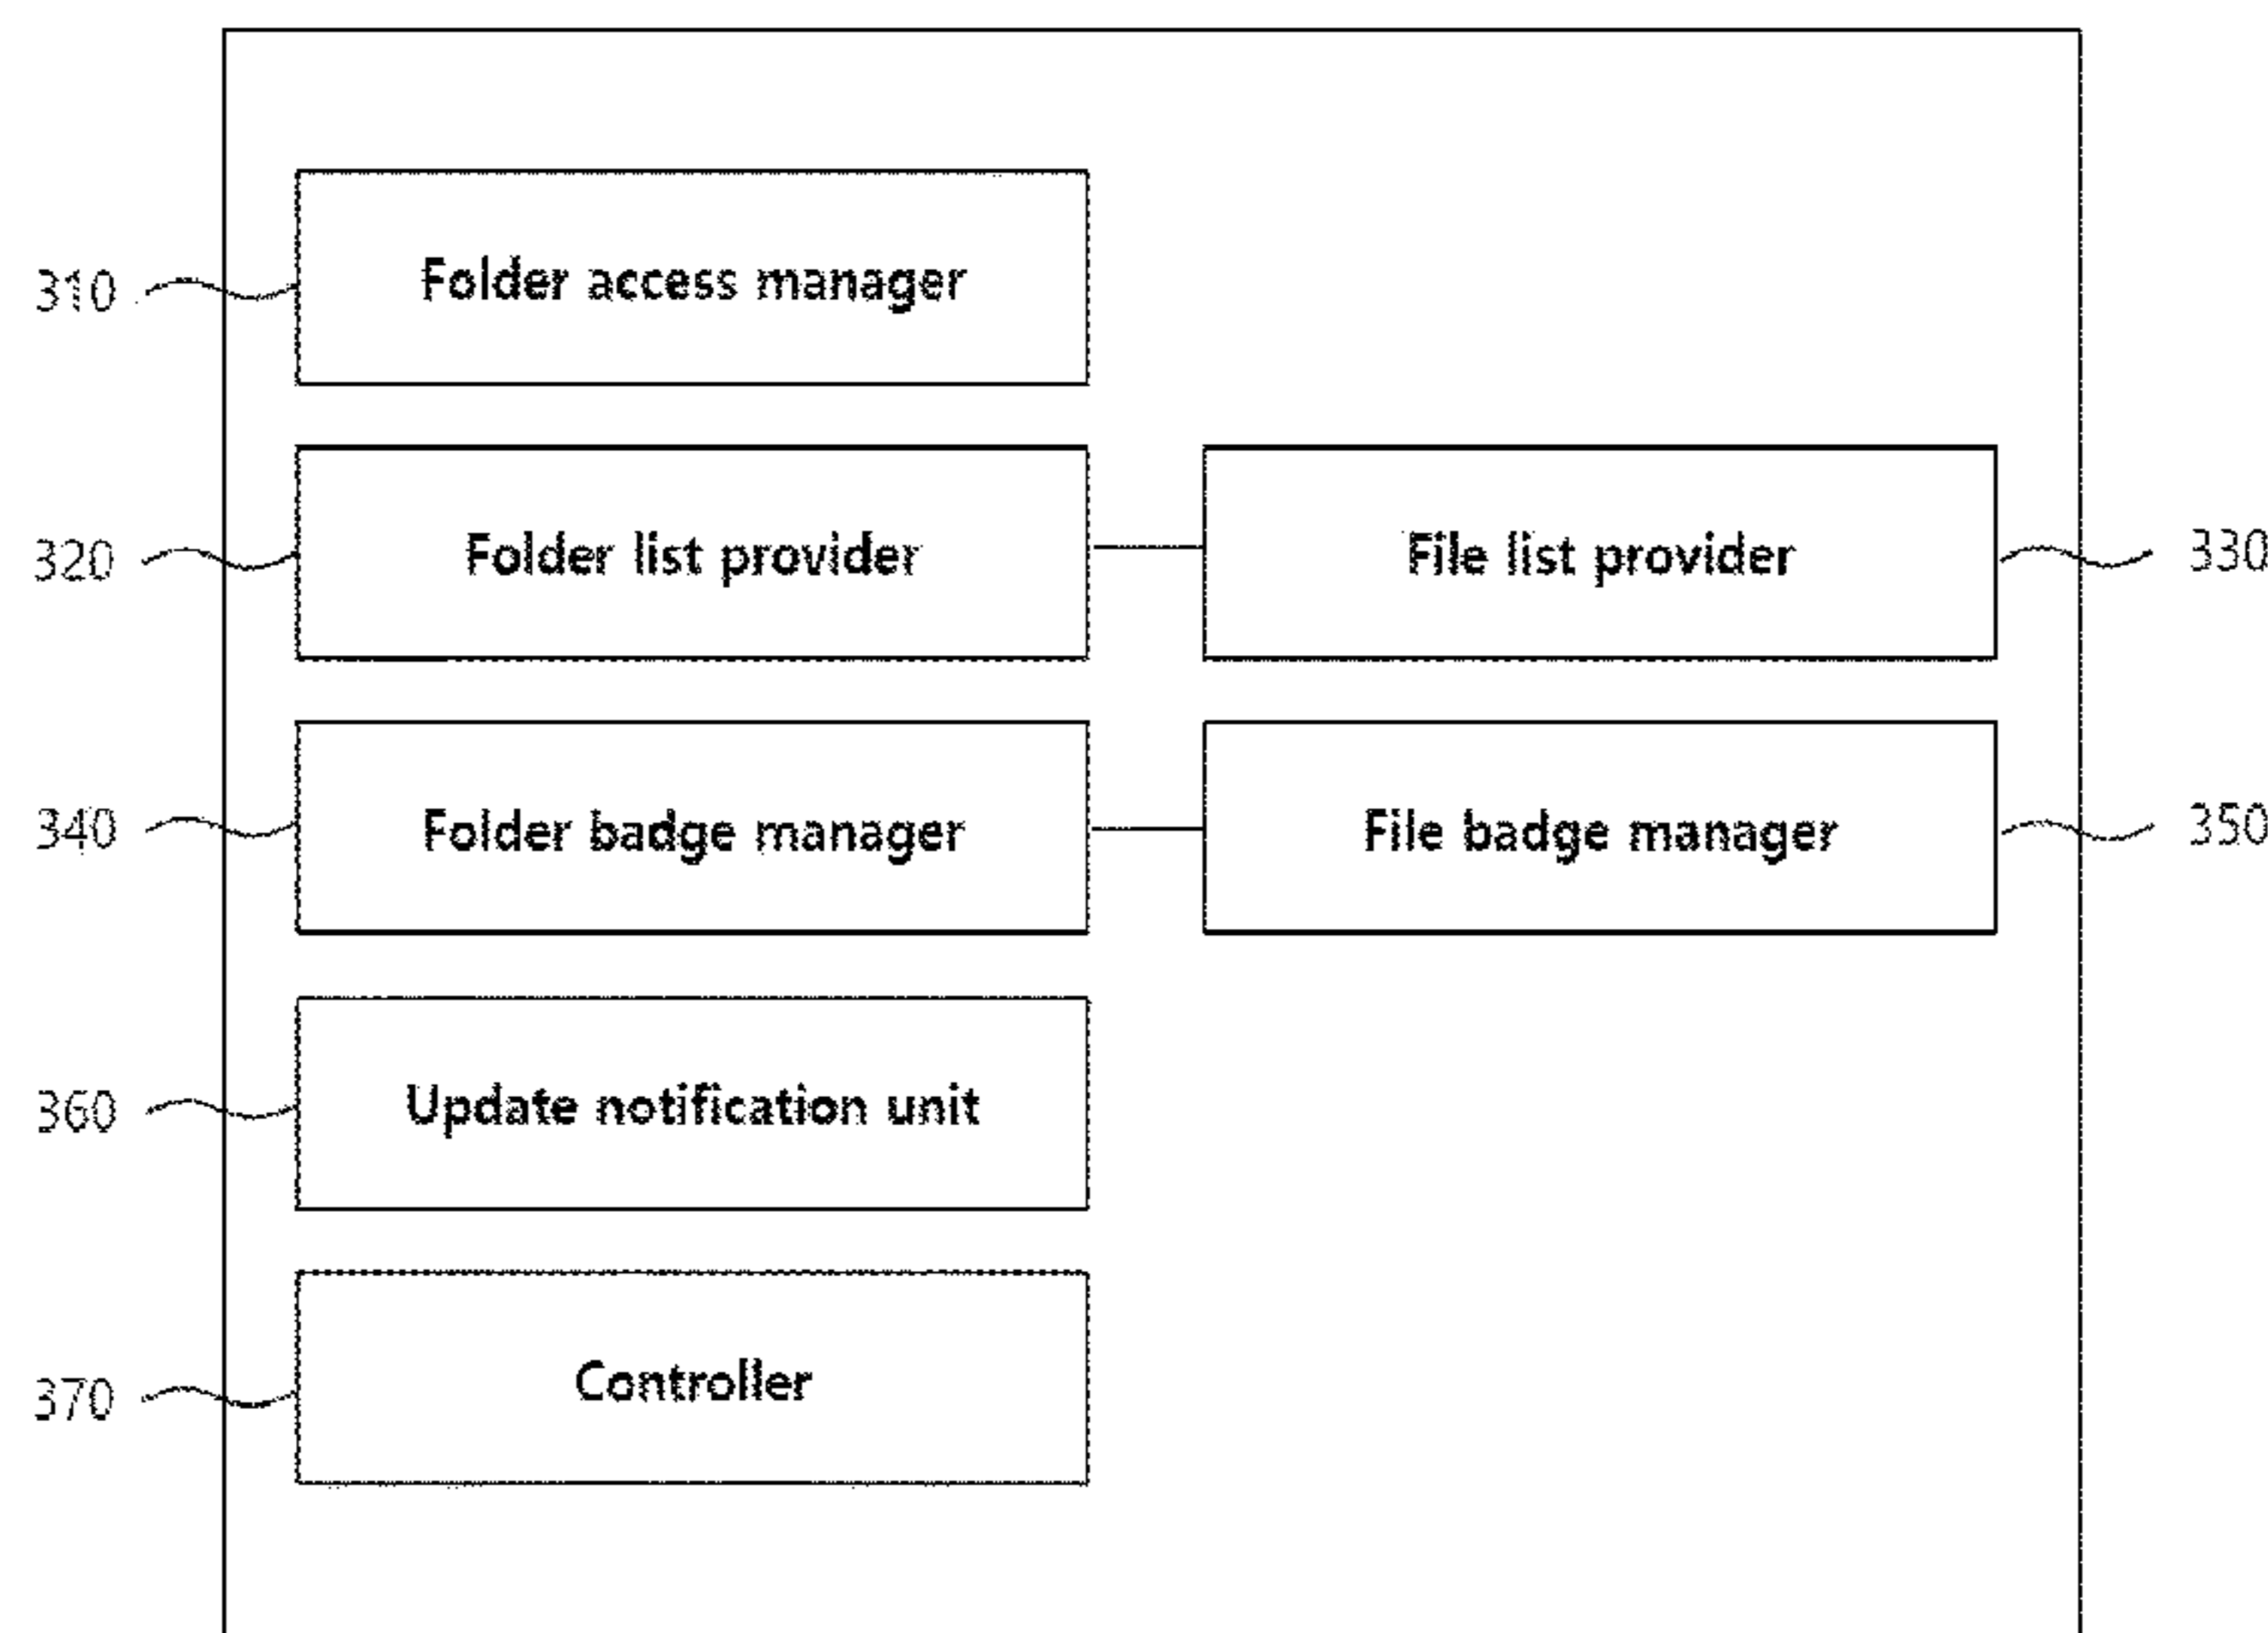 310 Folder access manager
320 Folder list provider File list provider 330
340 Folder badge manager File badge manager 350
360 Update notification unit
370 Controller